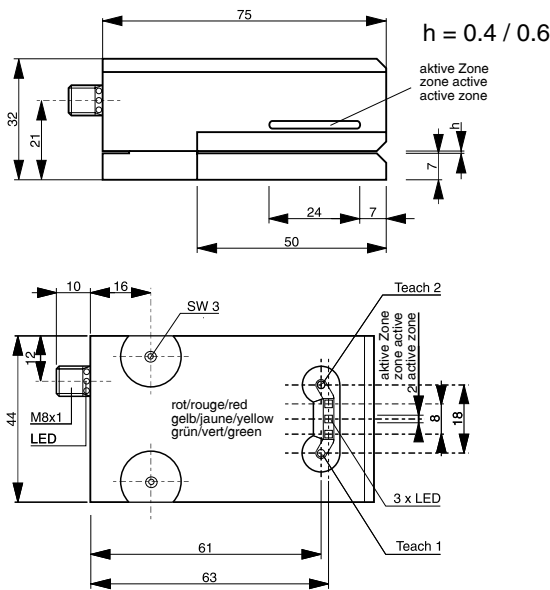 75
h = 0.4 / 0.6
aktive Zone
zone active
active zone
32
21
h
7
24
7
50
10
16
SW 3
Teach 2
12
44
M8x1
LED
rot/rouge/red
gelb/jaune/yellow
grün/vert/green
aktive Zone
zone active
active zone
2
8
18
3 x LED
61
Teach 1
63